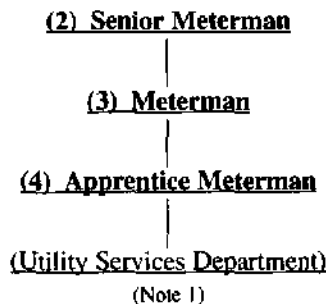 (2) Senior Meterman
(3) Meterman
(4) Apprentice Meterman
(Utility Services Department)
(Note 1)